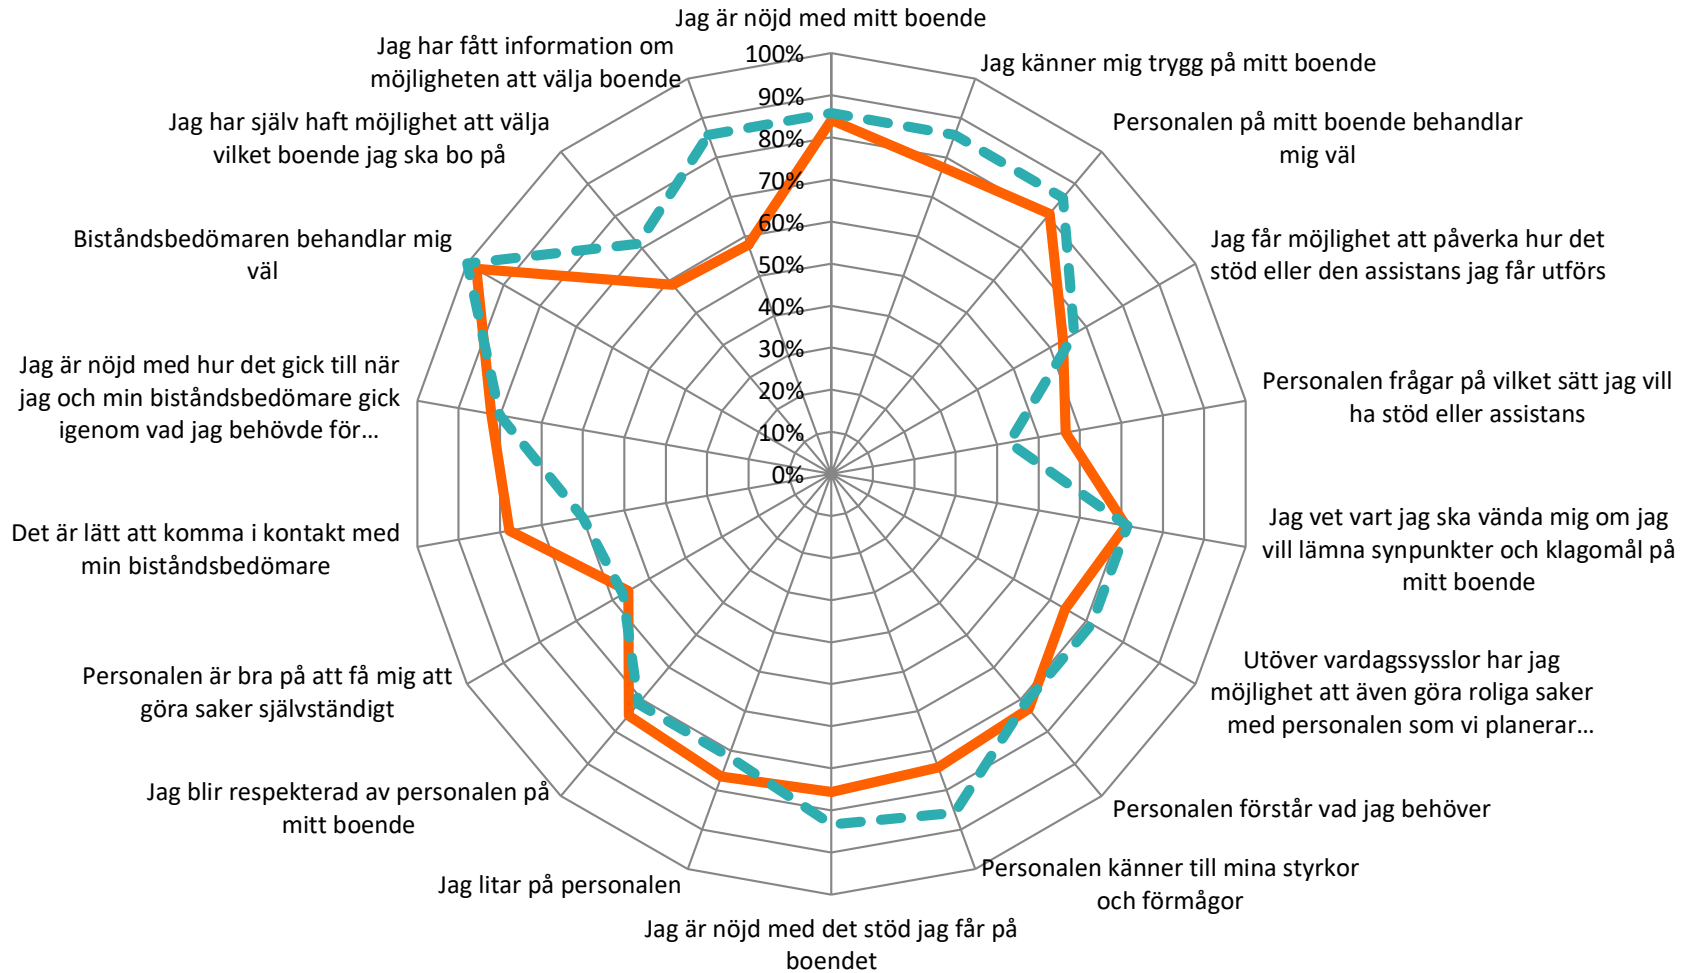 Jag är nöjd med mitt boende
Jag känner mig trygg på mitt boende
Personalen på mitt boende behandlar
mig väl
Jag får möjlighet att påverka hur det
stöd eller den assistans jag får utförs
Personalen frågar på vilket sätt jag vill
ha stöd eller assistans
Jag vet vart jag ska vända mig om jag
vill lämna synpunkter och klagomål på
mitt boende
Utöver vardagssysslor har jag
möjlighet att även göra roliga saker
med personalen som vi planerar…
Personalen förstår vad jag behöver
Personalen känner till mina styrkor
och förmågor
Jag är nöjd med det stöd jag får på
boendet
Jag litar på personalen
Jag blir respekterad av personalen på
mitt boende
Personalen är bra på att få mig att
göra saker självständigt
Det är lätt att komma i kontakt med
min biståndsbedömare
Jag är nöjd med hur det gick till när
jag och min biståndsbedömare gick
igenom vad jag behövde för…
Biståndsbedömaren behandlar mig
väl
Jag har själv haft möjlighet att välja
vilket boende jag ska bo på
Jag har fått information om
möjligheten att välja boende
100%
90%
80%
70%
60%
50%
40%
30%
20%
10%
0%